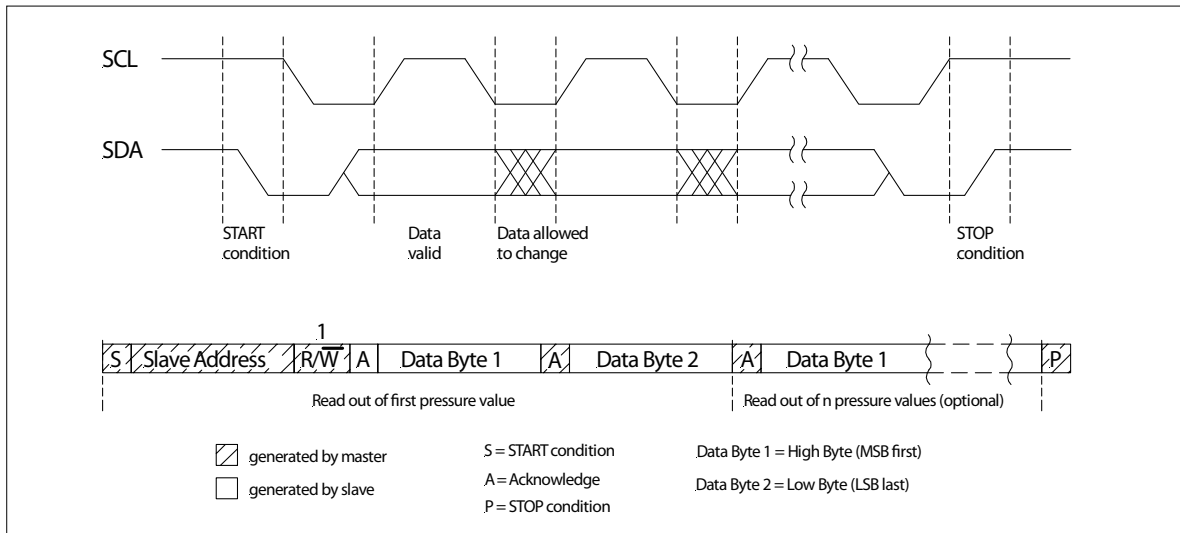 SCL
SDA
START
condition
Data
valid
Data allowed
to change
STOP
condition
1
S Slave Address R/W̅ A Data Byte 1 A Data Byte 2 A Data Byte 1 P
Read out of first pressure value
Read out of n pressure values (optional)
generated by master
generated by slave
S = START condition
A = Acknowledge
P = STOP condition
Data Byte 1 = High Byte (MSB first)
Data Byte 2 = Low Byte (LSB last)